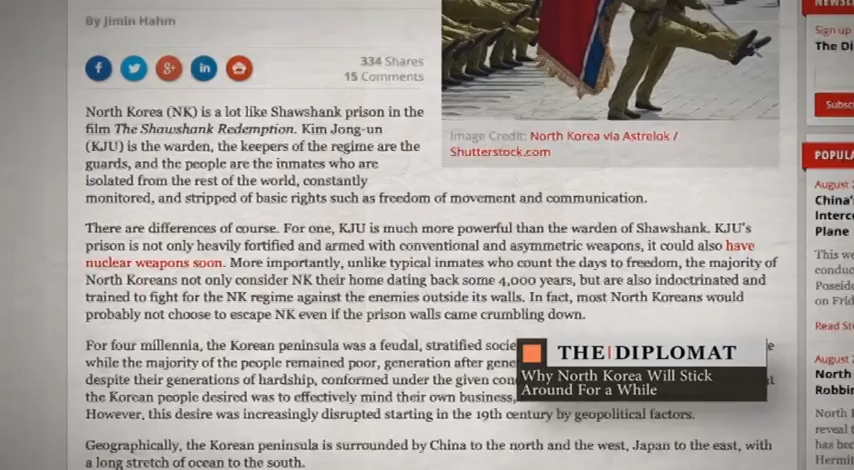 By Jimin Hahm
334 Shares
15 Comments
Image Credit: North Korea via Astrelok /
Shutterstock.com
North Korea (NK) is a lot like Shawshank prison in the
film The Shawshank Redemption. Kim Jong-un
(KJU) is the warden, the keepers of the regime are the
guards, and the people are the inmates who are
isolated from the rest of the world, constantly
monitored, and stripped of basic rights such as freedom of movement and communication.
There are differences of course. For one, KJU is much more powerful than the warden of Shawshank. KJU's
prison is not only heavily fortified and armed with conventional and asymmetric weapons, it could also have
nuclear weapons soon. More importantly, unlike typical inmates who count the days to freedom, the majority of
North Koreans not only consider NK their home dating back some 4,000 years, but are also indoctrinated and
trained to fight for the NK regime against the enemies outside its walls. In fact, most North Koreans would
probably not choose to escape NK even if the prison walls came crumbling down.
For four millennia, the Korean peninsula was a feudal, stratified socie
while the majority of the people remained poor, generation after gene
despite their generations of hardship, conformed under the given con
the Korean people desired was to effectively mind their own business,
However, this desire was increasingly disrupted starting in the 19th century by geopolitical factors.
Geographically, the Korean peninsula is surrounded by China to the north and the west, Japan to the east, with
a long stretch of ocean to the south.
THE|DIPLOMAT
Why North Korea Will Stick
Around For a While
Sign up
The Di
Subsc
POPULA
August
China's
Interc
Plane
This we
conduc
Poseid
on Frid
Read St
August
North
Robbin
North
reveal t
has bec
Hermit